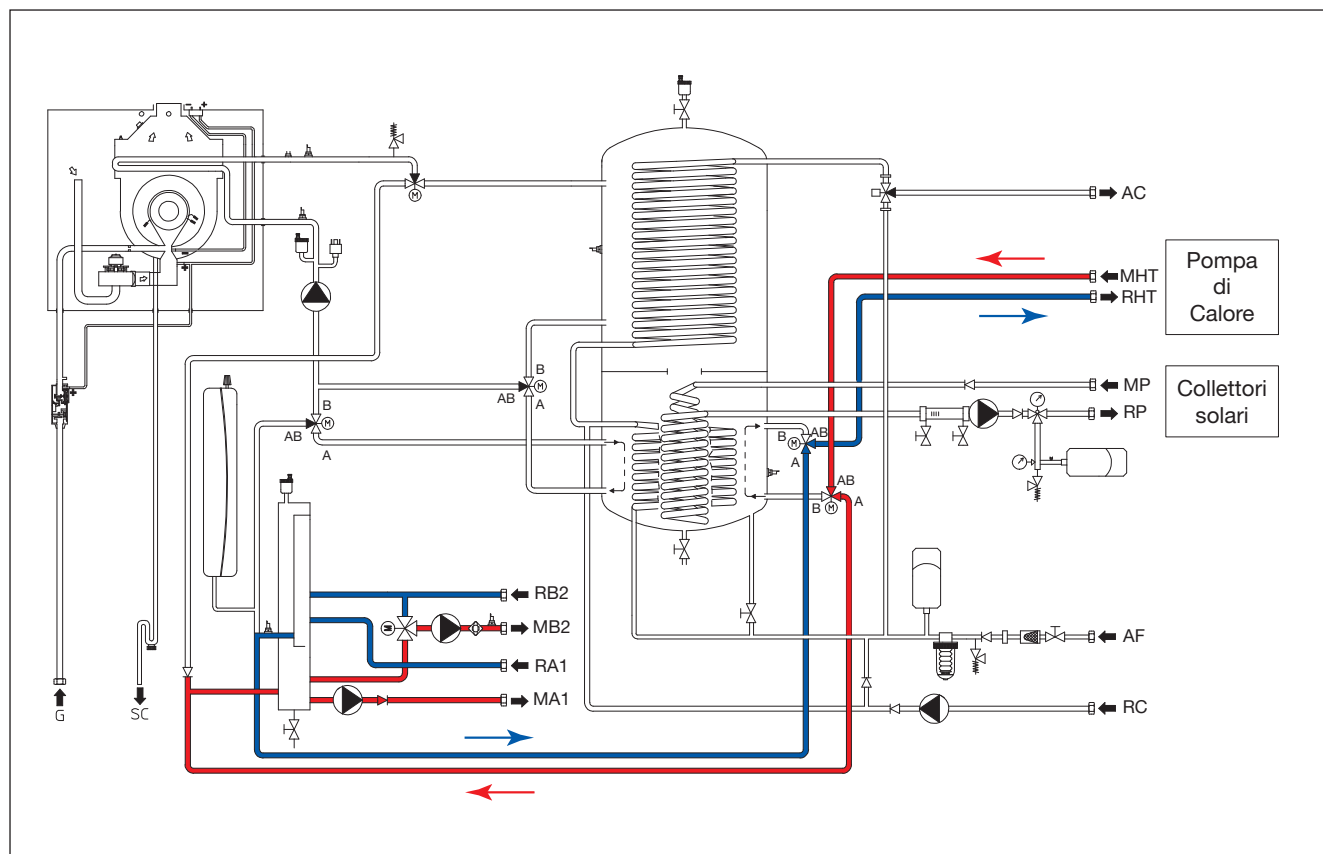 AC
MHT
RHT
Pompa
di
Calore
MP
RP
Collettori
solari
B
M
AB
A
M
B
AB
M
A
B
AB
M
A
AB
B
A
M
RB2
M
MB2
RA1
MA1
AF
RC
G
SC